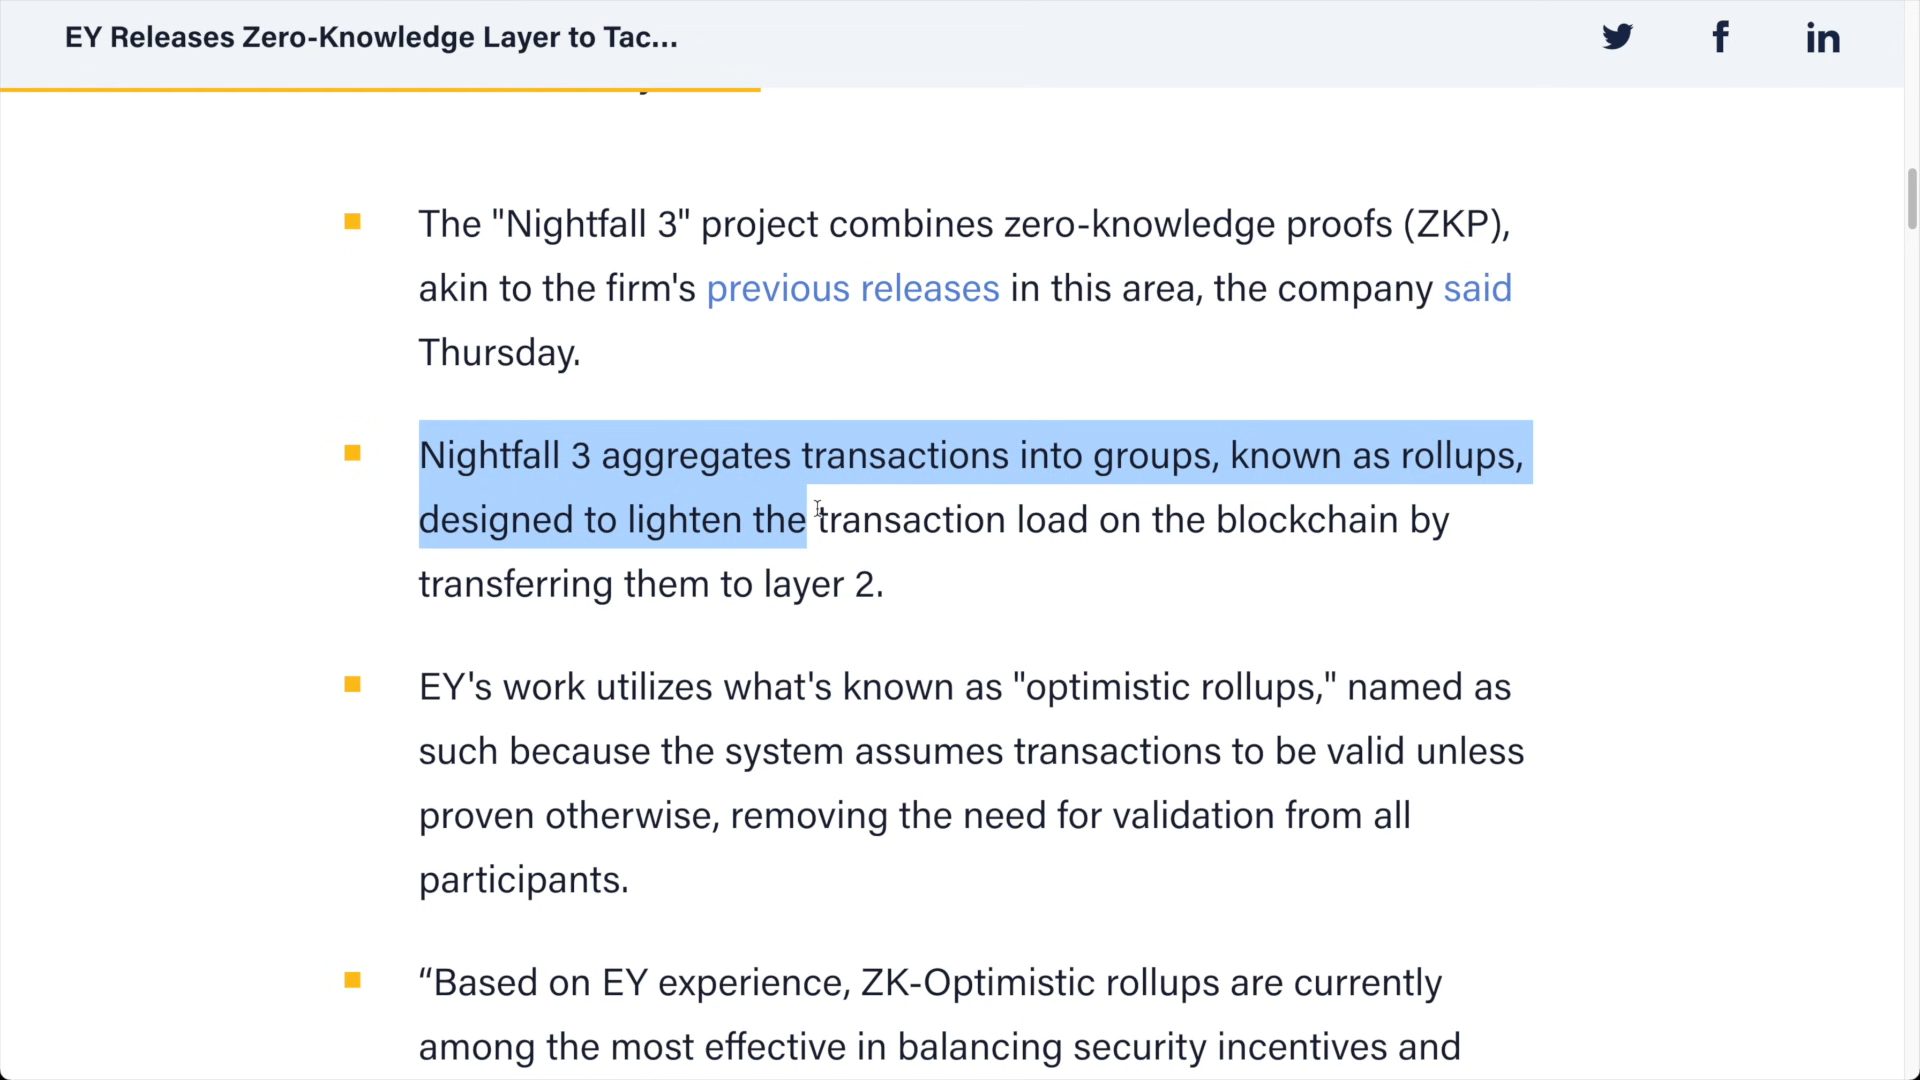 EY Releases Zero-Knowledge Layer to Tac...
The "Nightfall 3" project combines zero-knowledge proofs (ZKP),
akin to the firm's previous releases in this area, the company said
Thursday.
Nightfall 3 aggregates transactions into groups, known as rollups,
designed to lighten the transaction load on the blockchain by
transferring them to layer 2.
EY's work utilizes what's known as "optimistic rollups," named as
such because the system assumes transactions to be valid unless
proven otherwise, removing the need for validation from all
participants.
“Based on EY experience, ZK-Optimistic rollups are currently
among the most effective in balancing security incentives and